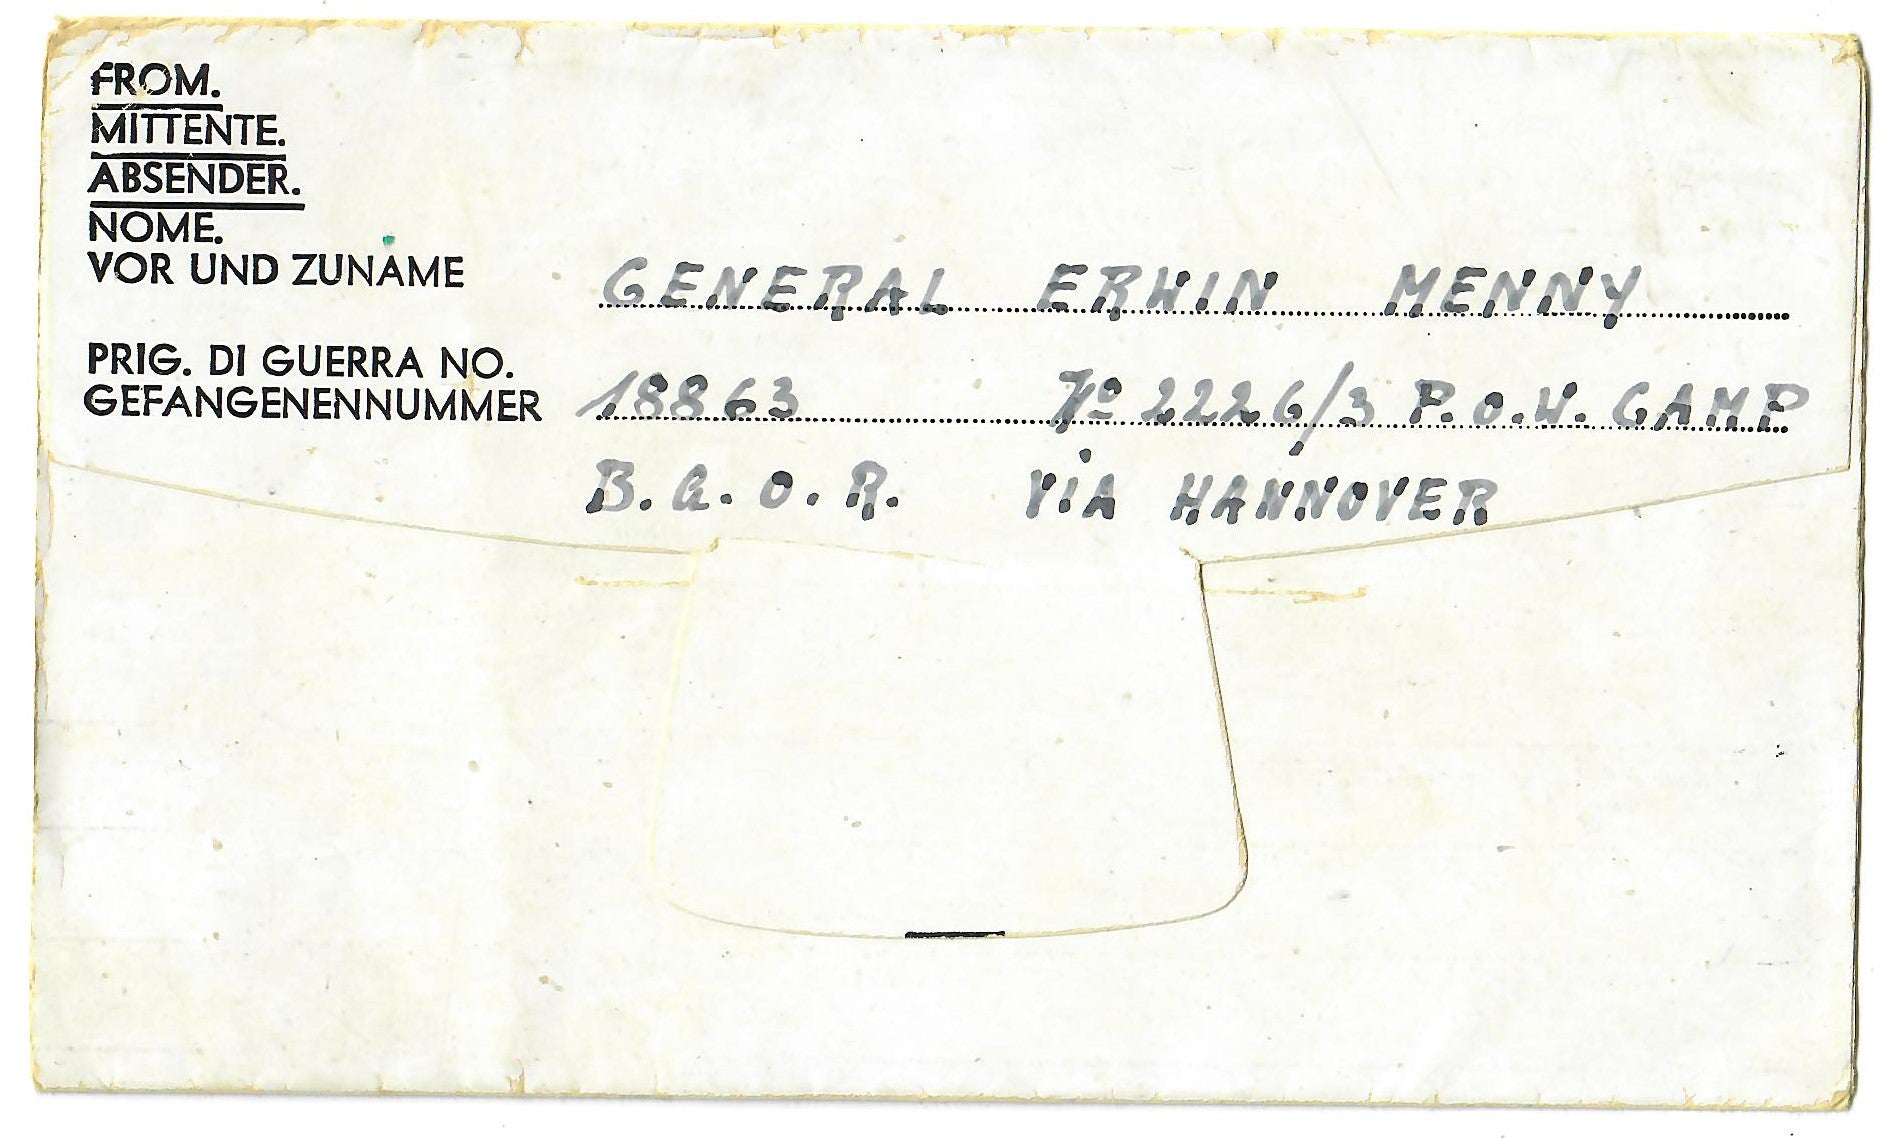 FROM.
MITTENTE.
ABSENDER.
NOME.
VOR UND ZUNAME GENERAL ERWIN MENNY
PRIG. DI GUERRA NO.
GEFANGENENNUMMER 18863 No 2226/3 P.O.W. CAMP
B.A.O.R. VIA HANNOVER